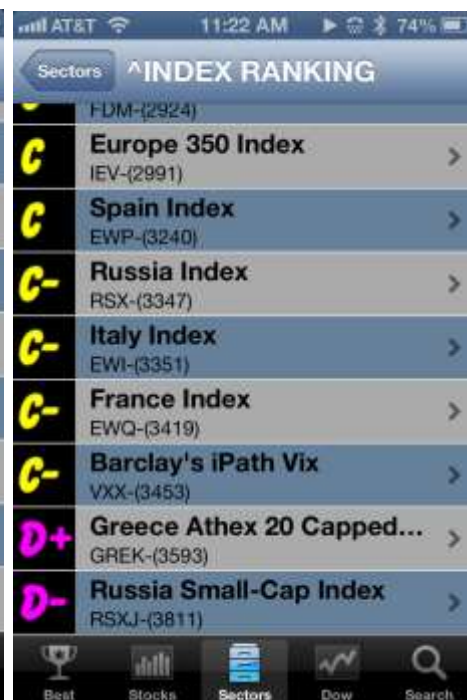 AT&T 11:22 AM 74%
Sectors ^INDEX RANKING
C FDM-(2924)
C Europe 350 Index
IEV-(2991)
C Spain Index
EWP-(3240)
C- Russia Index
RSX-(3347)
C- Italy Index
EWI-(3351)
C- France Index
EWQ-(3419)
C- Barclay's iPath Vix
VXX-(3453)
D+ Greece Athex 20 Capped...
GREK-(3593)
D- Russia Small-Cap Index
RSXJ-(3811)
Best Stocks Sectors Dow Search